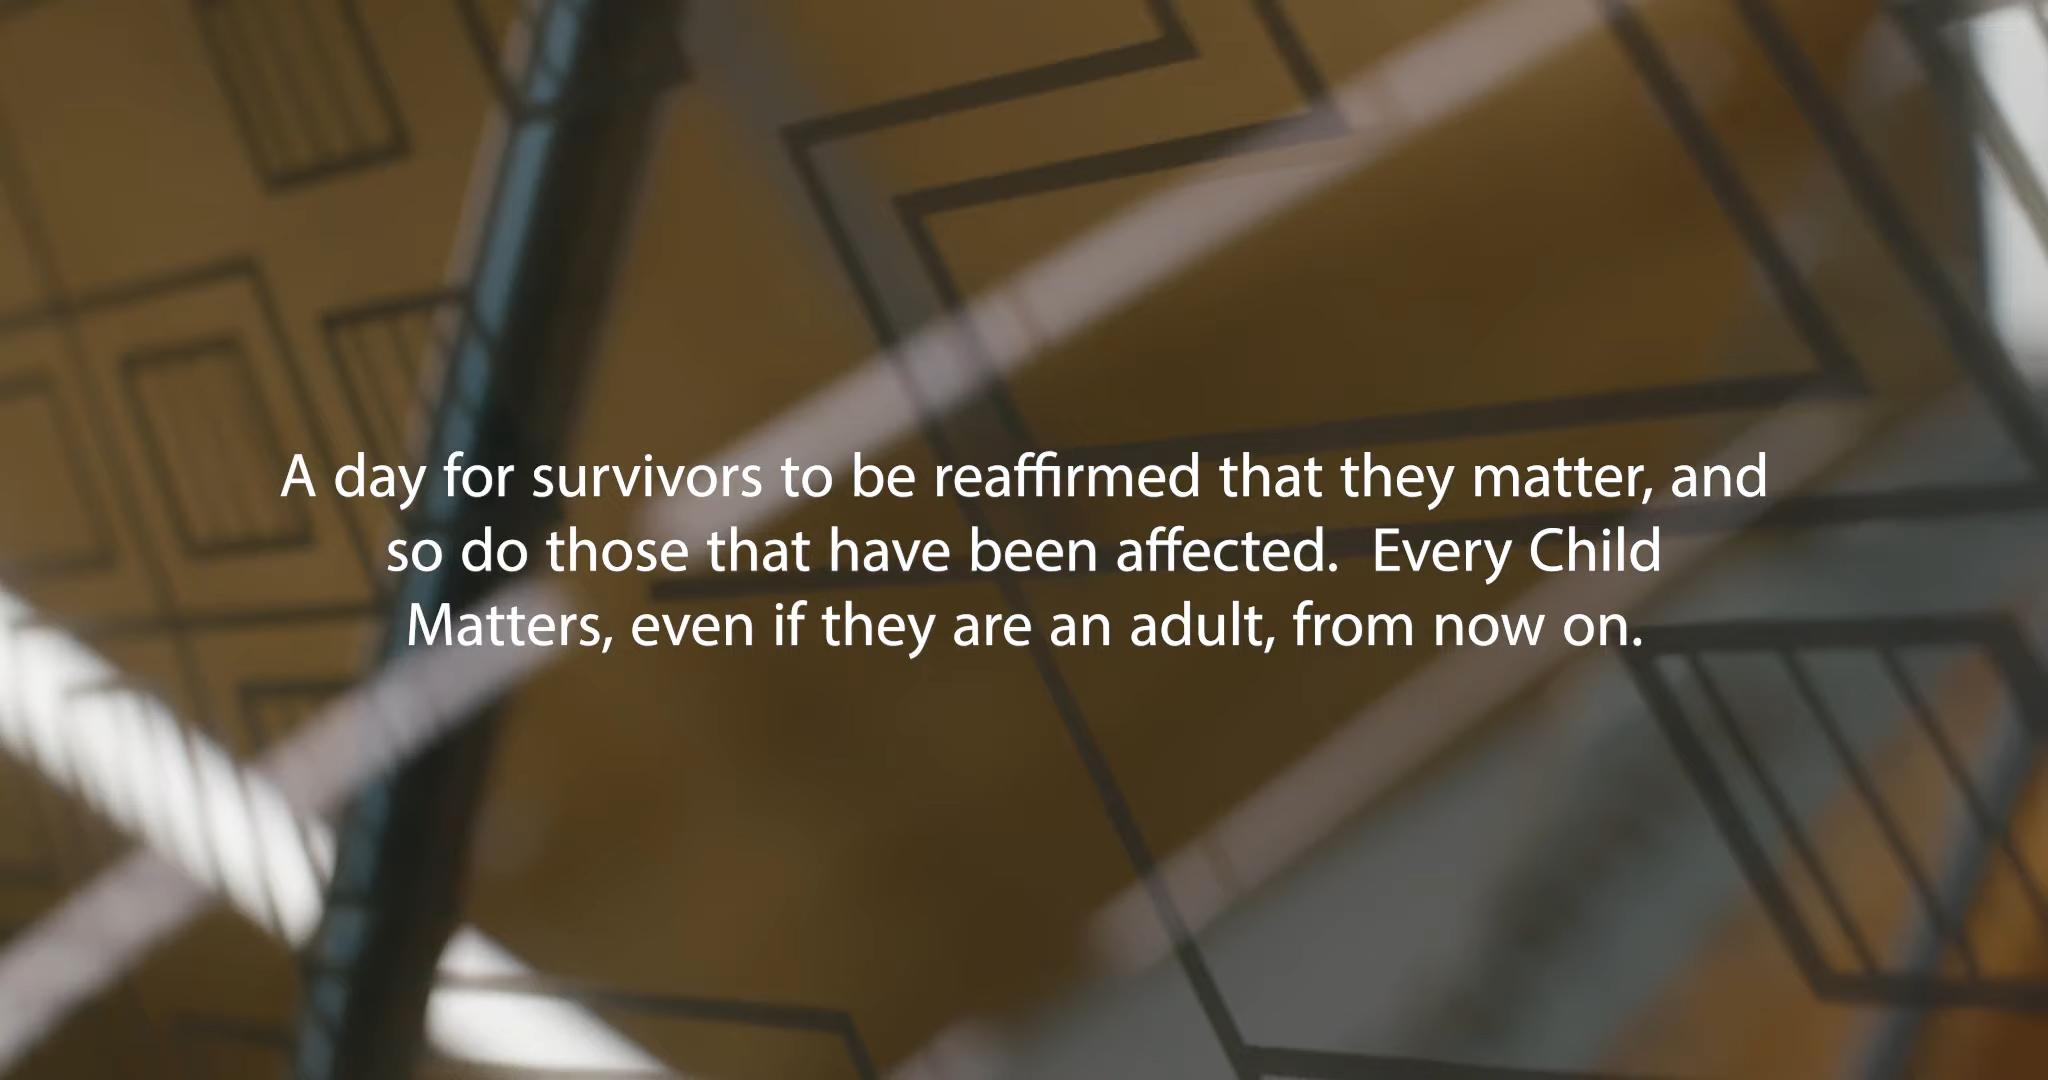 A day for survivors to be reaffirmed that they matter, and
so do those that have been affected.  Every Child
Matters, even if they are an adult, from now on.